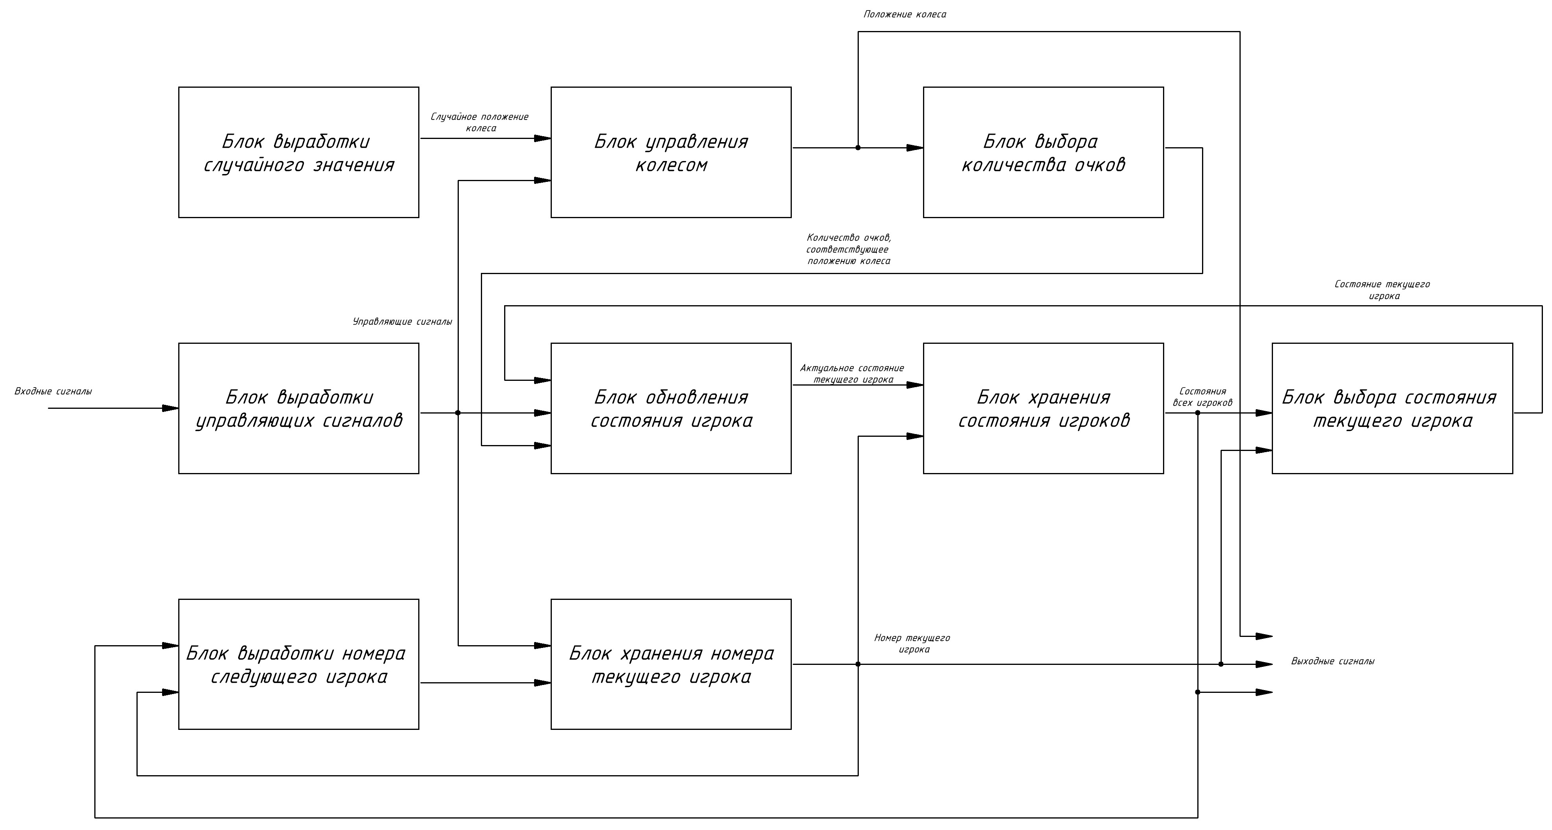 Положение колеса
Случайное положение
колеса
Блок выработки
случайного значения
Блок управления
колесом
Блок выбора
количества очков
Количество очков,
соответствующее
положению колеса
Состояние текущего
игрока
Управляющие сигналы
Входные сигналы
Блок выработки
управляющих сигналов
Блок обновления
состояния игрока
Актуальное состояние
текущего игрока
Блок хранения
состояния игроков
Состояния
всех игроков
Блок выбора состояния
текущего игрока
Блок выработки номера
следующего игрока
Блок хранения номера
текущего игрока
Номер текущего
игрока
Выходные сигналы